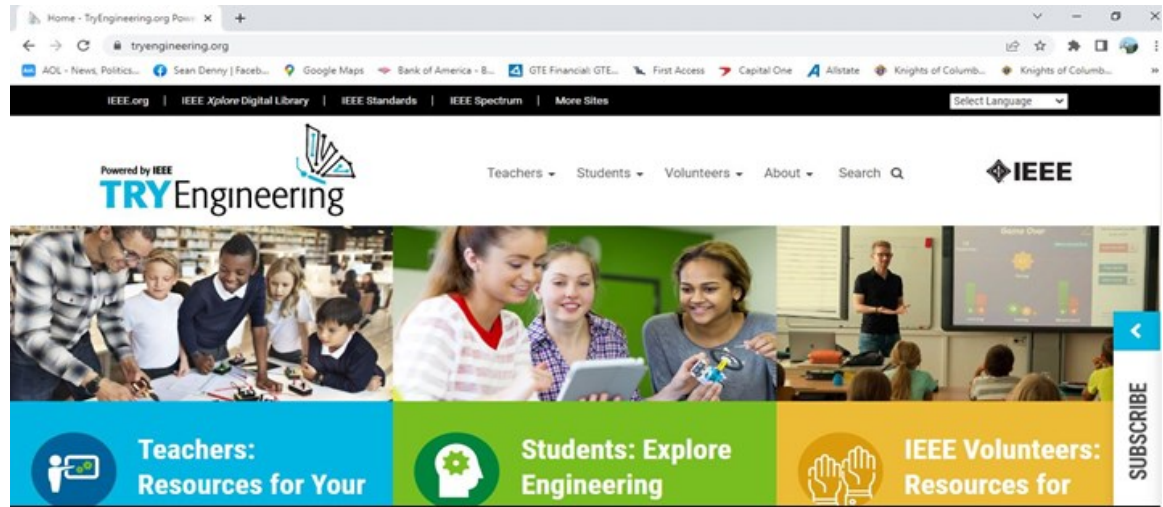 Home - TryEngineering.org Powe
tryengineering.org
AOL - News, Politics... Sean Denny | Faceb... Google Maps Bank of America - B... GTE Financial: GTE... First Access Capital One Allstate Knights of Columb... Knights of Columb...
IEEE.org | IEEE Xplore Digital Library | IEEE Standards | IEEE Spectrum | More Sites Select Language
Powered by IEEE
TRYEngineering
Teachers Students Volunteers About Search
IEEE
Game Over
SUBSCRIBE
Teachers:
Resources for Your
Students: Explore
Engineering
IEEE Volunteers:
Resources for